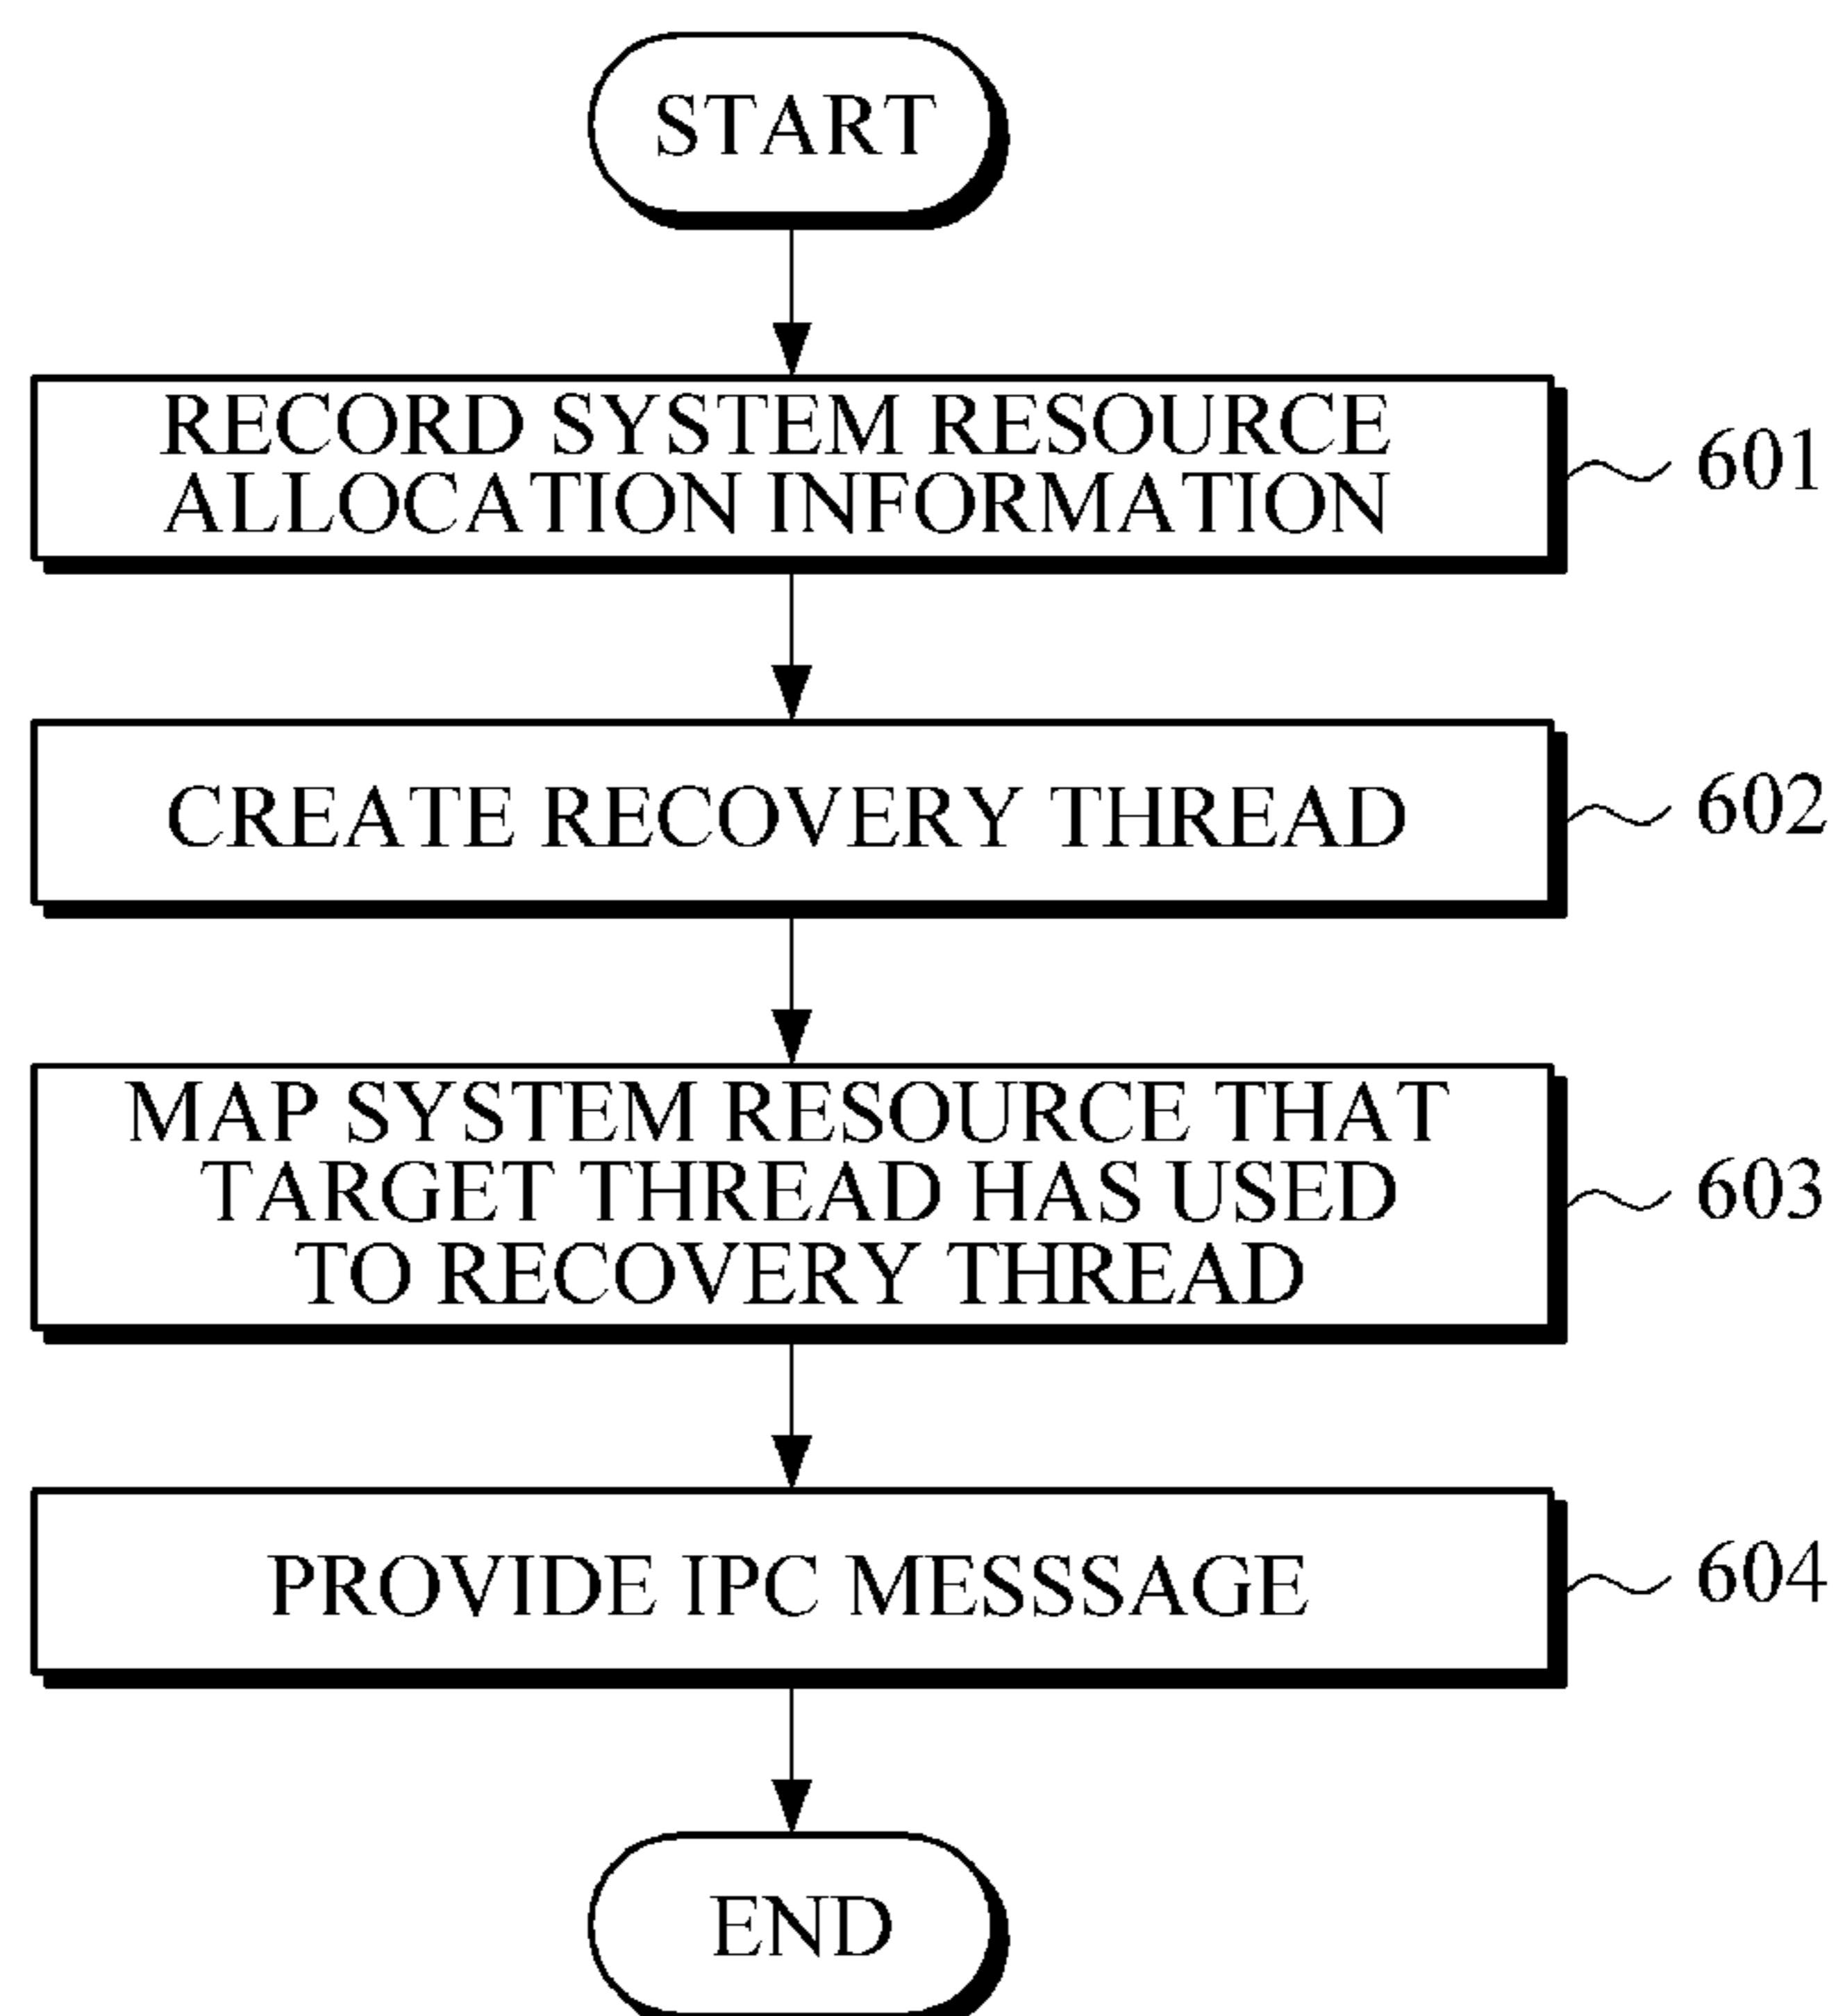 START
RECORD SYSTEM RESOURCE
ALLOCATION INFORMATION
601
CREATE RECOVERY THREAD
602
MAP SYSTEM RESOURCE THAT
TARGET THREAD HAS USED
TO RECOVERY THREAD
603
PROVIDE IPC MESSSAGE
604
END